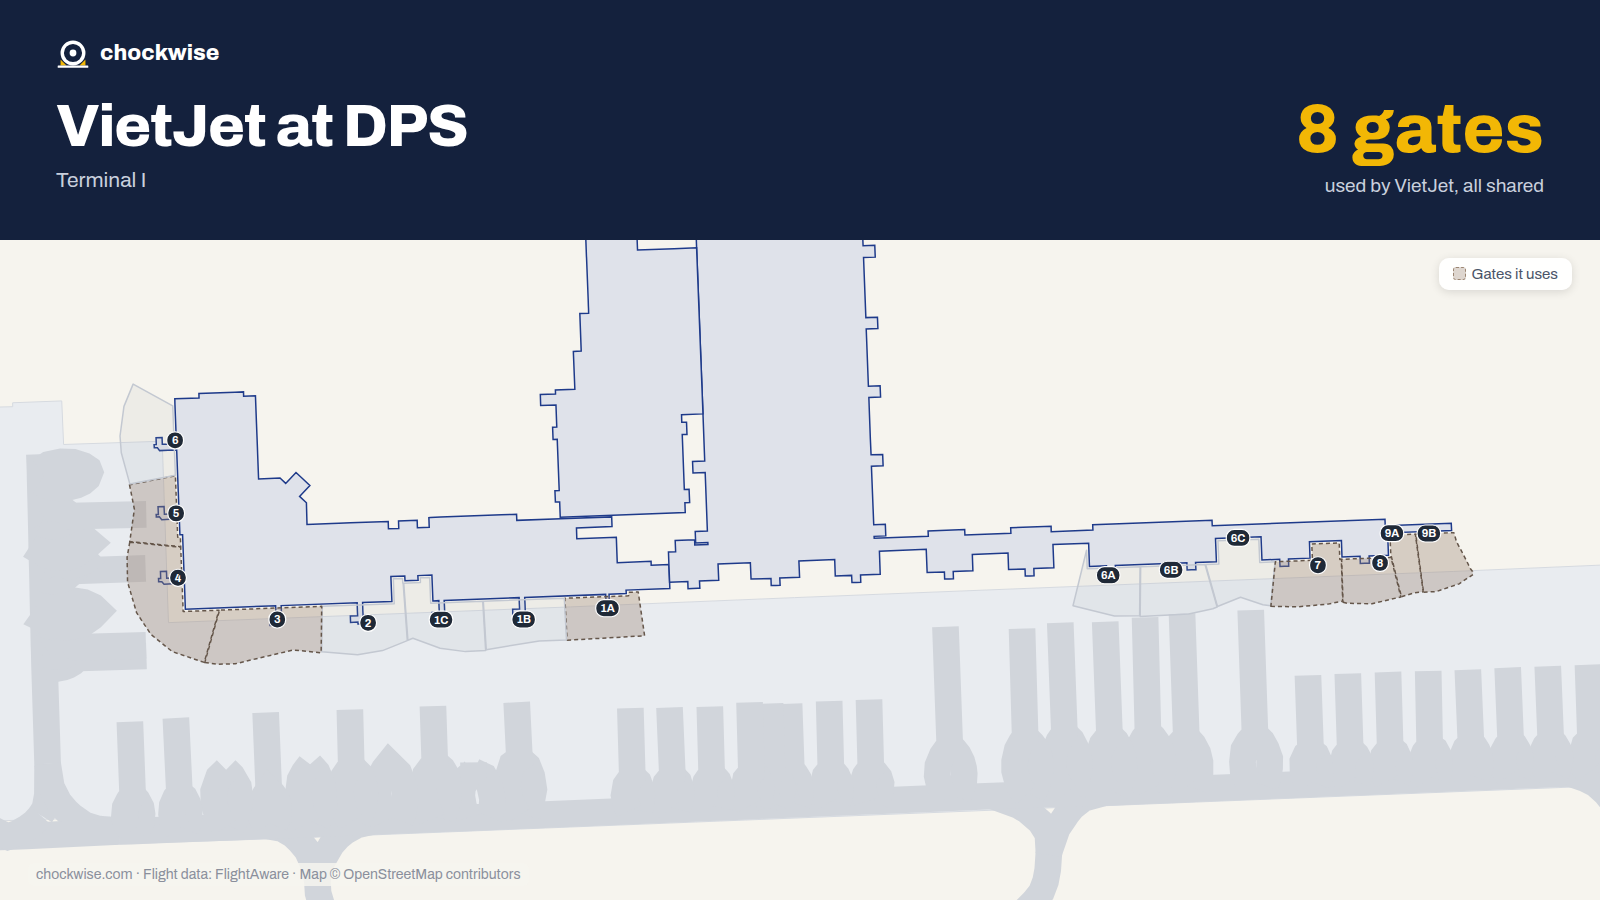 chockwise
VietJet at DPS
Terminal I
8 gates
used by VietJet, all shared
Gates it uses
6
5
4
3
2
1C
1B
1A
6A
6B
6C
7
8
9A
9B
chockwise.com · Flight data: FlightAware · Map © OpenStreetMap contributors